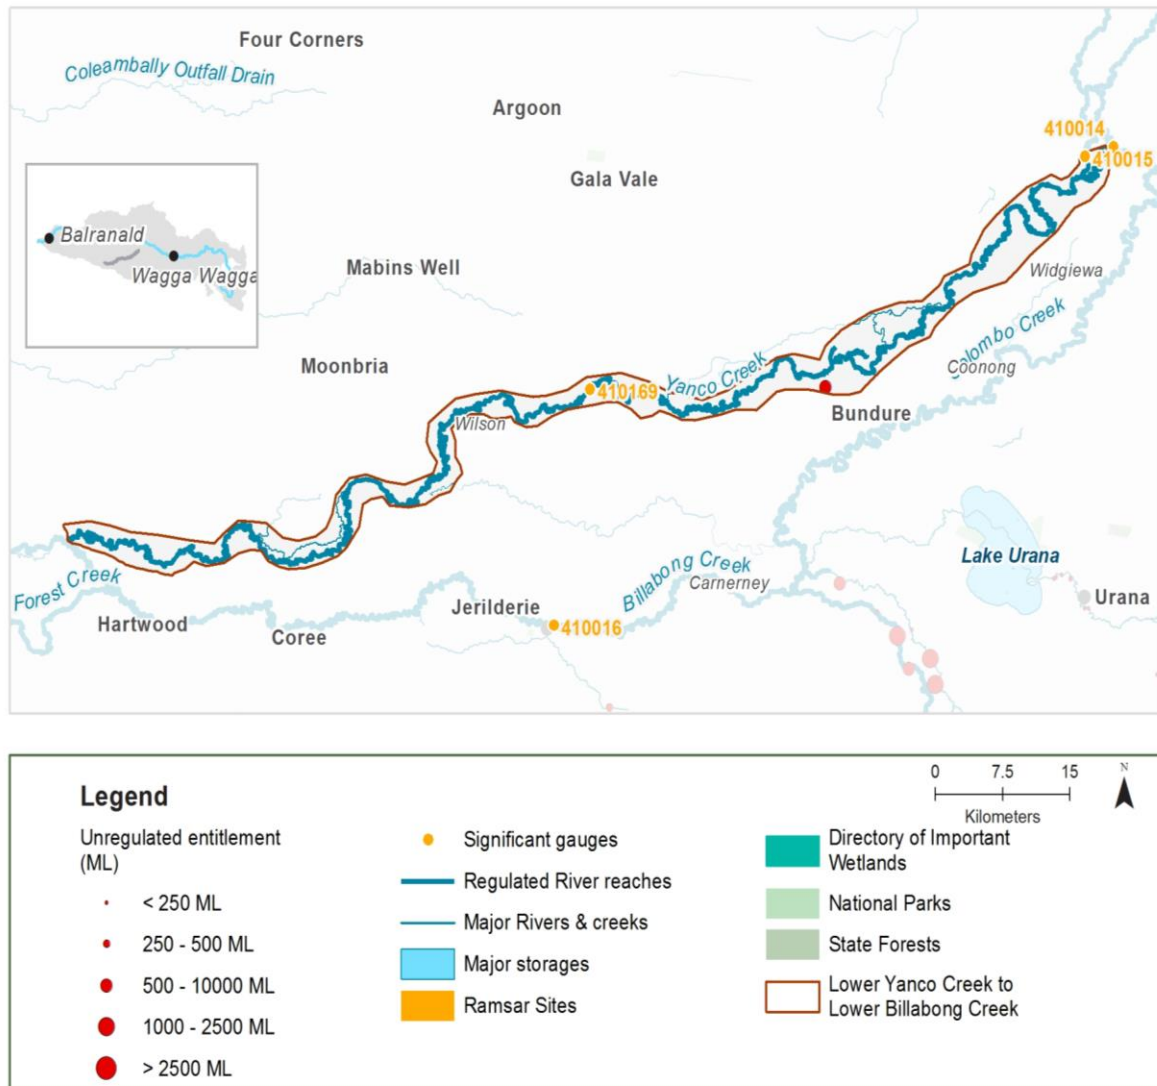 Four Corners
Coleambally Outfall Drain
Argoon
410014
410015
Gala Vale
Balranald
Wagga Wagga
Mabins Well
Widgiewa
Moonbria
Yanco Creek
Colombo Creek
Coonong
410169
Bundure
Wilson
Lake Urana
Forest Creek
Billabong Creek
Carnerney
Jerilderie
Urana
Hartwood
Coree
410016
Legend
0 7.5 15
Kilometers
N
Unregulated entitlement
(ML)
< 250 ML
250 - 500 ML
500 - 10000 ML
1000 - 2500 ML
> 2500 ML
Significant gauges
Regulated River reaches
Major Rivers & creeks
Major storages
Ramsar Sites
Directory of Important
Wetlands
National Parks
State Forests
Lower Yanco Creek to
Lower Billabong Creek